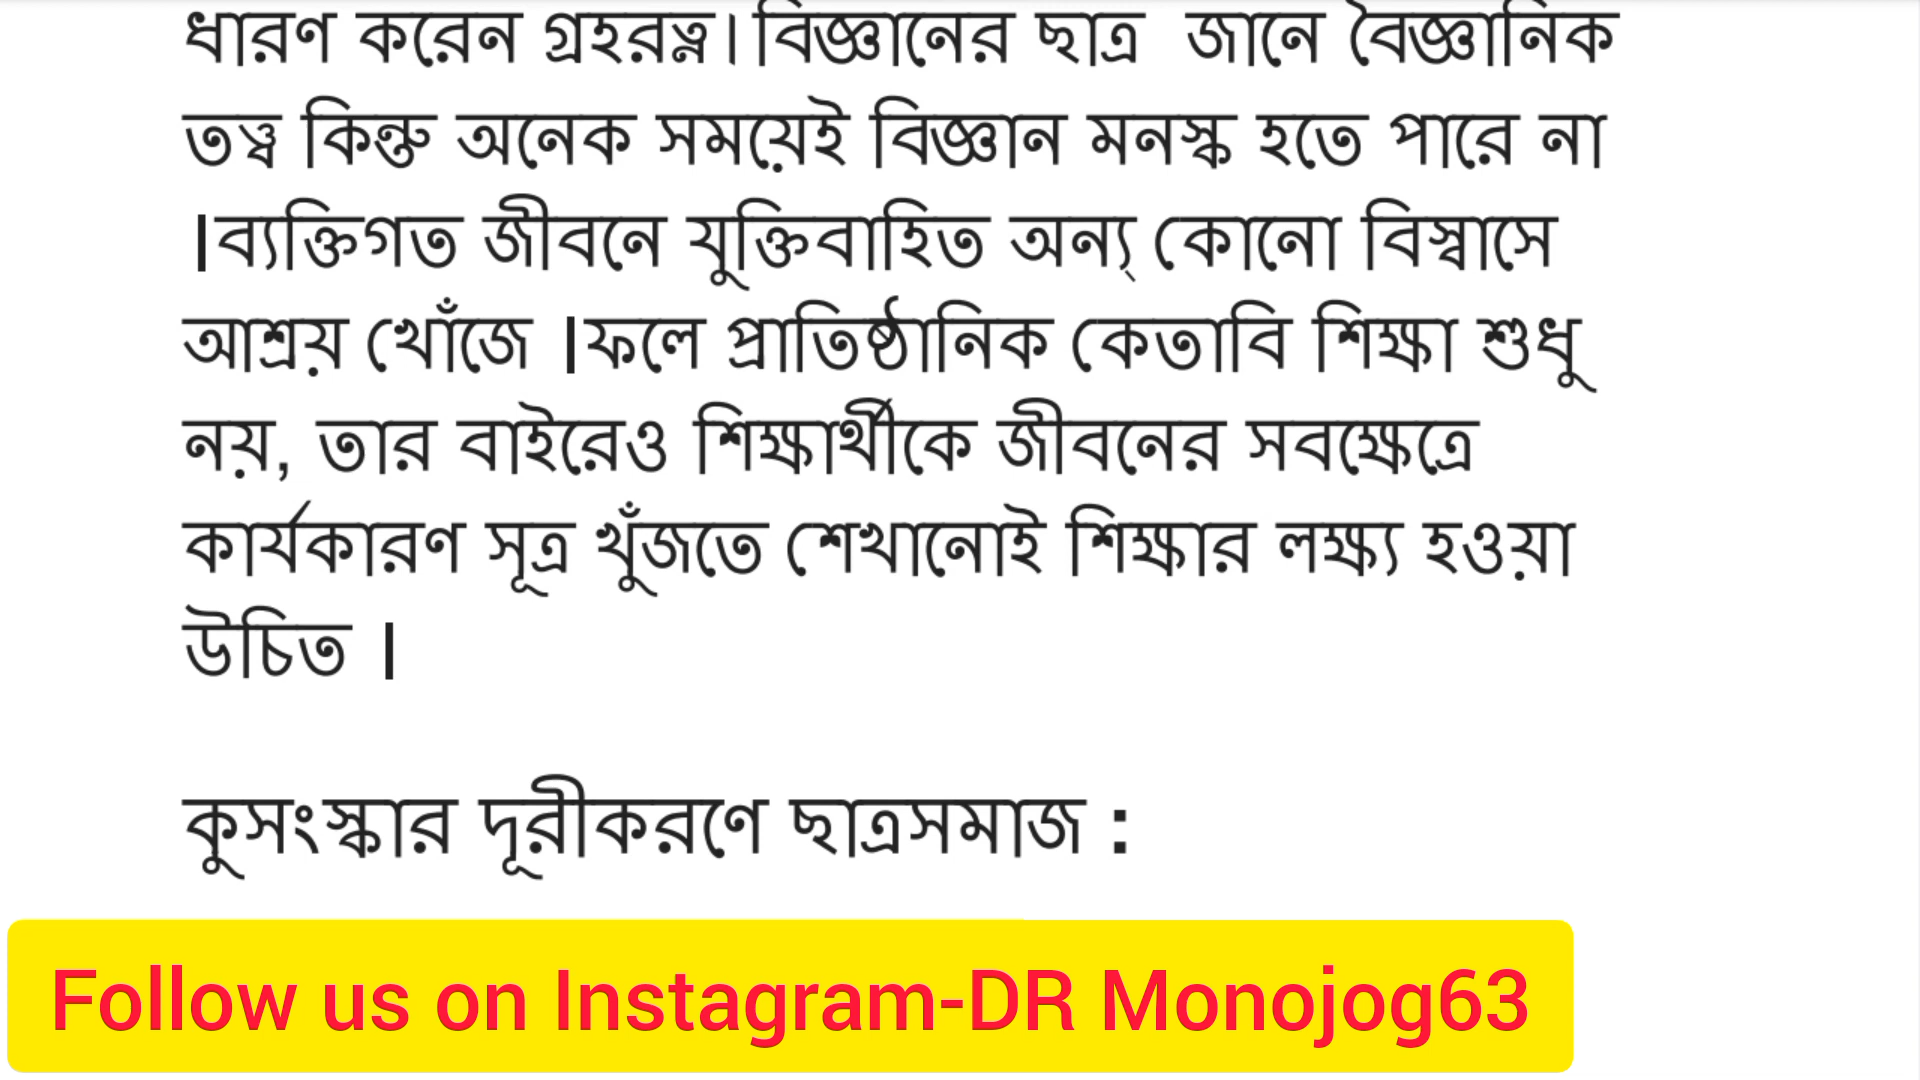 ধারণ করেন গ্রহরত্ন। বিজ্ঞানের ছাত্র  জানে বৈজ্ঞানিক
তত্ত্ব কিন্তু অনেক সময়েই বিজ্ঞান মনস্ক হতে পারে না
।ব্যক্তিগত জীবনে যুক্তিবাহিত অন্য্ কোনো বিস্বাসে
আশ্রয় খোঁজে ।ফলে প্রাতিষ্ঠানিক কেতাবি শিক্ষা শুধু
নয়, তার বাইরেও শিক্ষার্থীকে জীবনের সবক্ষেত্রে
কার্যকারণ সূত্র খুঁজতে শেখানোই শিক্ষার লক্ষ্য হওয়া
উচিত ।
কুসংস্কার দূরীকরণে ছাত্রসমাজ :
Follow us on Instagram-DR Monojog63